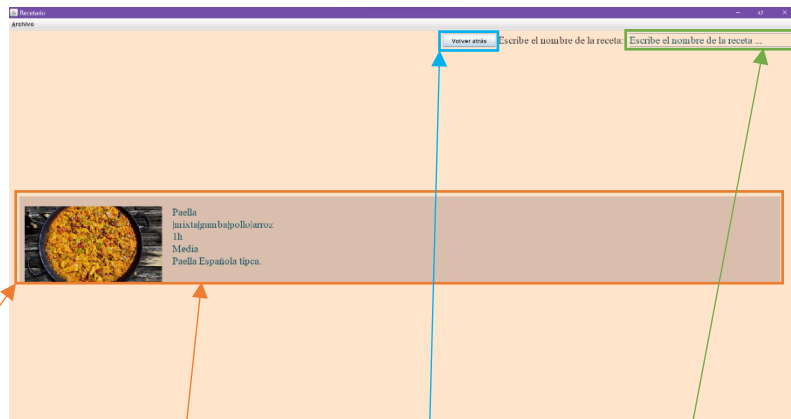 Recetario
Archivo
Volver atrás Escribe el nombre de la receta: Escribe el nombre de la receta ...
Paella
|mixta|gamba|pollo|arroz
1h
Media
Paella Española tipca.